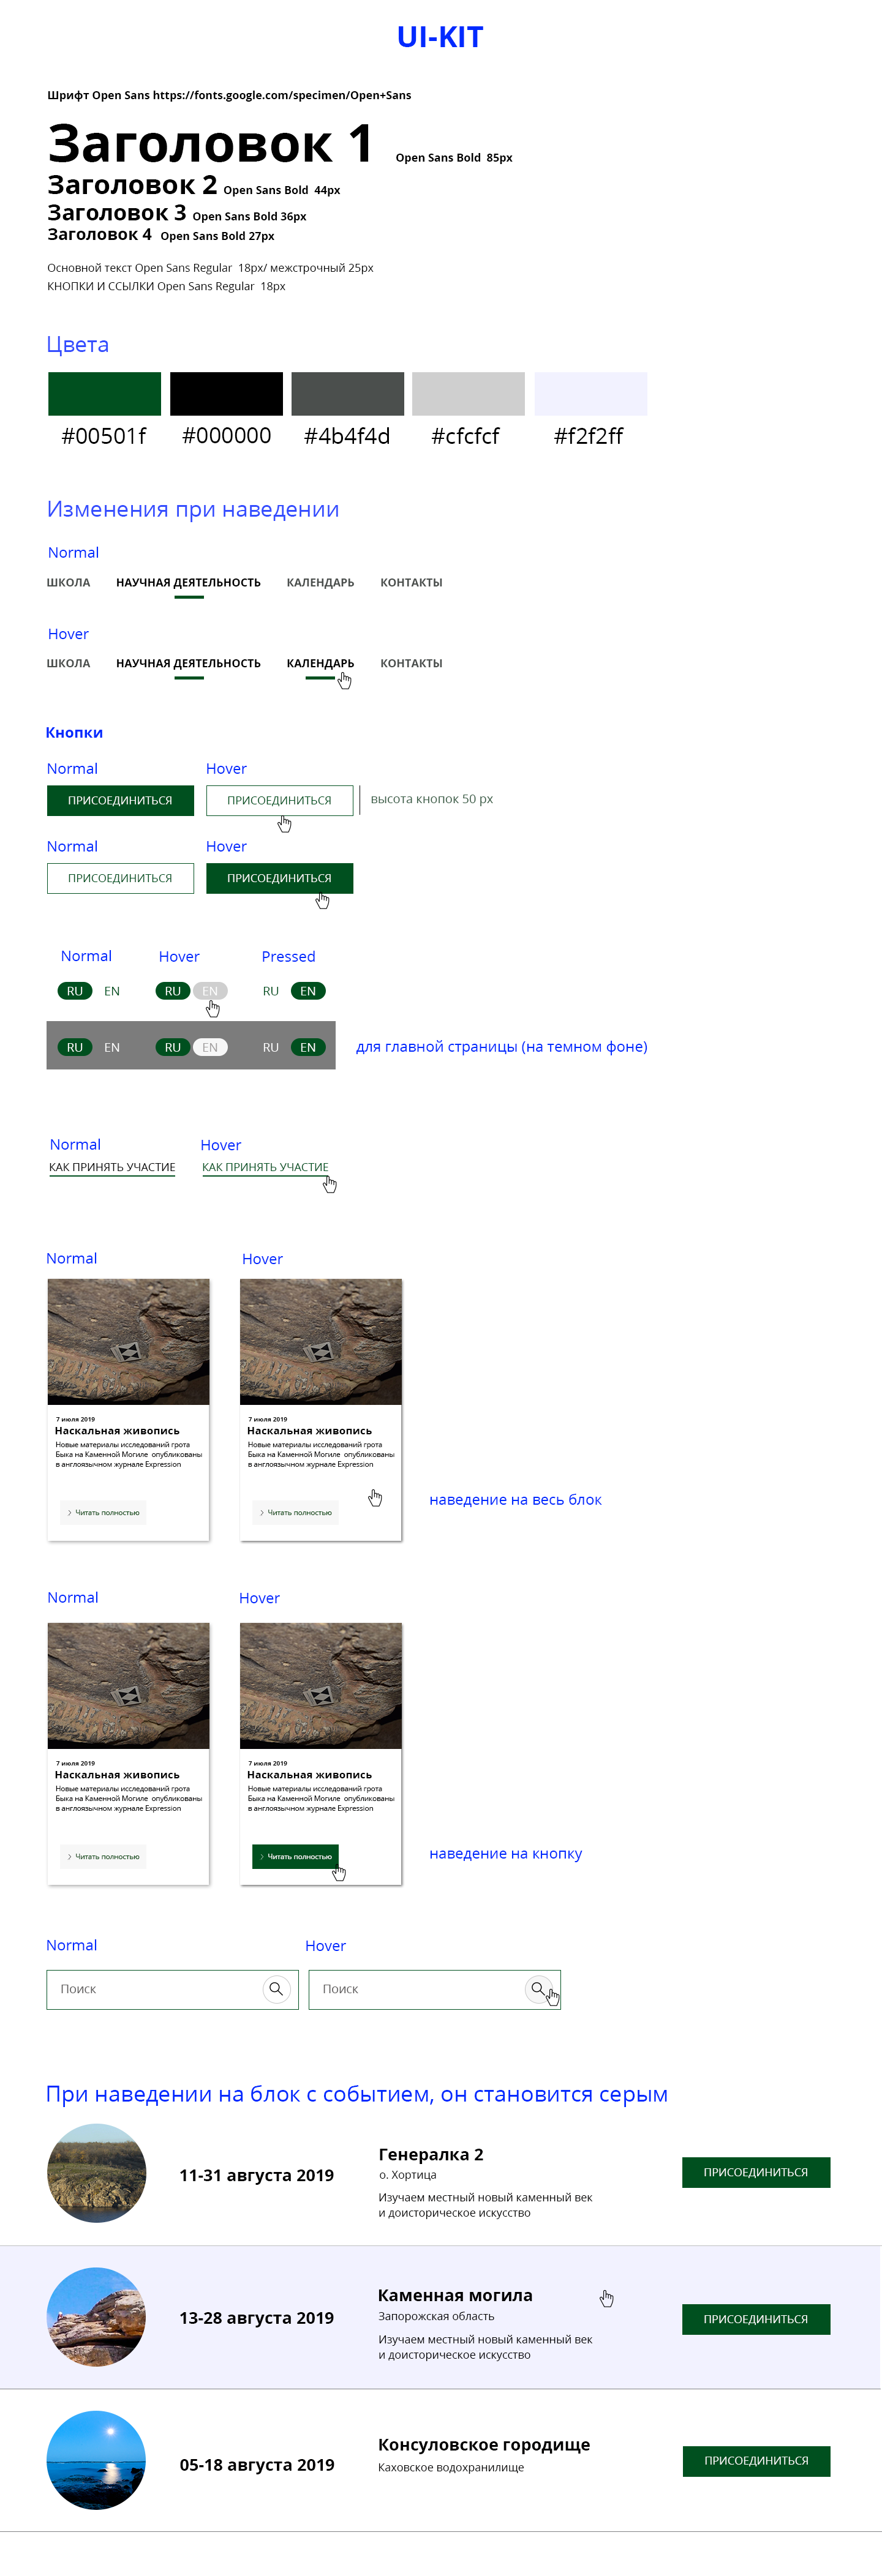 UI-KIT
Шрифт Open Sans https://fonts.google.com/specimen/Open+Sans
Заголовок 1 Open Sans Bold 85px
Заголовок 2 Open Sans Bold 44px
Заголовок 3 Open Sans Bold 36px
Заголовок 4 Open Sans Bold 27px
Основной текст Open Sans Regular 18px/ межстрочный 25px
КНОПКИ И ССЫЛКИ Open Sans Regular 18px
Цвета
#00501f #000000 #4b4f4d #cfcfcf #f2f2ff
Изменения при наведении
Normal
ШКОЛА НАУЧНАЯ ДЕЯТЕЛЬНОСТЬ КАЛЕНДАРЬ КОНТАКТЫ
Hover
ШКОЛА НАУЧНАЯ ДЕЯТЕЛЬНОСТЬ КАЛЕНДАРЬ КОНТАКТЫ
Кнопки
Normal Hover
ПРИСОЕДИНИТЬСЯ ПРИСОЕДИНИТЬСЯ высота кнопок 50 px
Normal Hover
ПРИСОЕДИНИТЬСЯ ПРИСОЕДИНИТЬСЯ
Normal Hover Pressed
RU EN RU EN RU EN
RU EN RU EN RU EN для главной страницы (на темном фоне)
Normal Hover
КАК ПРИНЯТЬ УЧАСТИЕ КАК ПРИНЯТЬ УЧАСТИЕ
Normal Hover
7 июля 2019
Наскальная живопись
Новые материалы исследований грота
Быка на Каменной Могиле опубликованы
в англоязычном журнале Expression
Читать полностью
7 июля 2019
Наскальная живопись
Новые материалы исследований грота
Быка на Каменной Могиле опубликованы
в англоязычном журнале Expression
Читать полностью
наведение на весь блок
Normal Hover
7 июля 2019
Наскальная живопись
Новые материалы исследований грота
Быка на Каменной Могиле опубликованы
в англоязычном журнале Expression
Читать полностью
7 июля 2019
Наскальная живопись
Новые материалы исследований грота
Быка на Каменной Могиле опубликованы
в англоязычном журнале Expression
Читать полностью
наведение на кнопку
Normal Hover
Поиск Поиск
При наведении на блок с событием, он становится серым
11-31 августа 2019
Генералка 2
о. Хортица
Изучаем местный новый каменный век
и доисторическое искусство
ПРИСОЕДИНИТЬСЯ
13-28 августа 2019
Каменная могила
Запорожская область
Изучаем местный новый каменный век
и доисторическое искусство
ПРИСОЕДИНИТЬСЯ
05-18 августа 2019
Консуловское городище
Каховское водохранилище
ПРИСОЕДИНИТЬСЯ